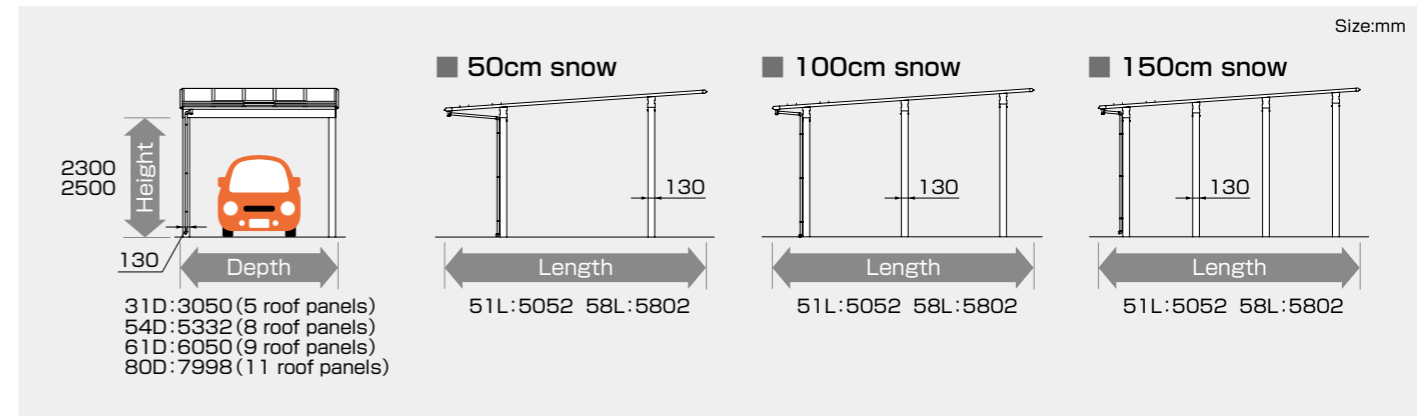 Size:mm
■ 50cm snow
■ 100cm snow
■ 150cm snow
2300
2500
Height
130
130
130
130
Depth
Length
Length
Length
31D:3050(5 roof panels)
54D:5332(8 roof panels)
61D:6050(9 roof panels)
80D:7998(11 roof panels)
51L:5052 58L:5802
51L:5052 58L:5802
51L:5052 58L:5802